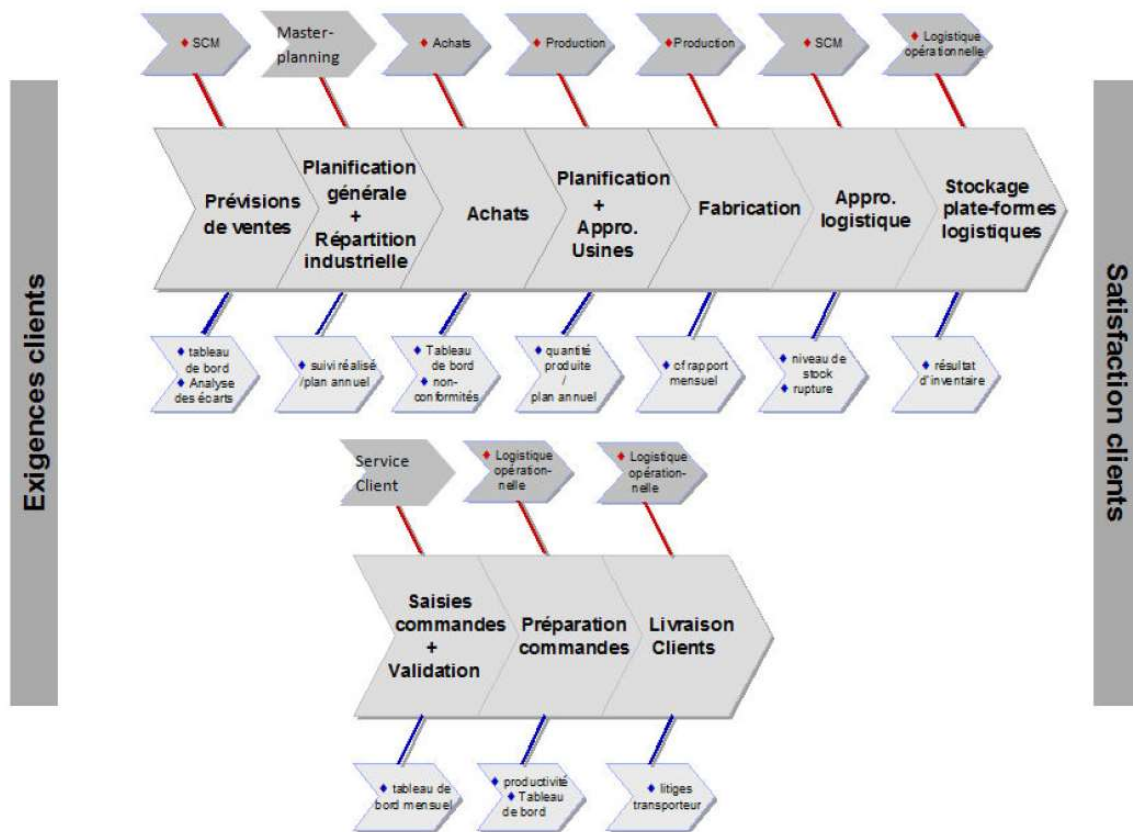 ♦ SCM
Master-
planning
♦ Achats
♦ Production
♦ Production
♦ SCM
♦ Logistique
opérationnelle
Exigences clients
Prévisions
de ventes
Planification
générale
+
Répartition
industrielle
Achats
Planification
+
Appro.
Usines
Fabrication
Appro.
logistique
Stockage
plate-formes
logistiques
Satisfaction clients
♦ tableau
de bord
♦ Analyse
des écarts
♦ suivi réalisé
/plan annuel
♦ Tableau
de bord
♦ non-
conformités
♦ quantité
produite
/
plan annuel
♦ cf rapport
mensuel
♦ niveau de
stock
♦ rupture
♦ résultat
d'inventaire
Service
Client
♦ Logistique
opération-
nelle
♦ Logistique
opération-
nelle
Saisies
commandes
+
Validation
Préparation
commandes
Livraison
Clients
♦ tableau de
bord mensuel
♦ productivité
♦ Tableau
de bord
♦ litiges
transporteur